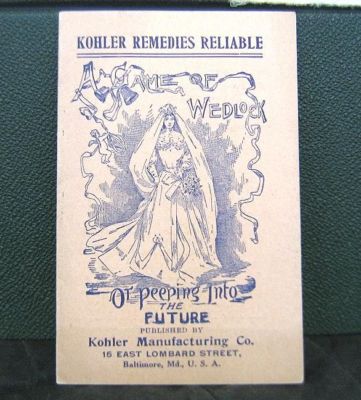 KOHLER REMEDIES RELIABLE
A GAME OF
WEDLOCK
Or Peeping Into
THE
FUTURE
PUBLISHED BY
Kohler Manufacturing Co.
16 EAST LOMBARD STREET,
Baltimore, Md., U. S. A.